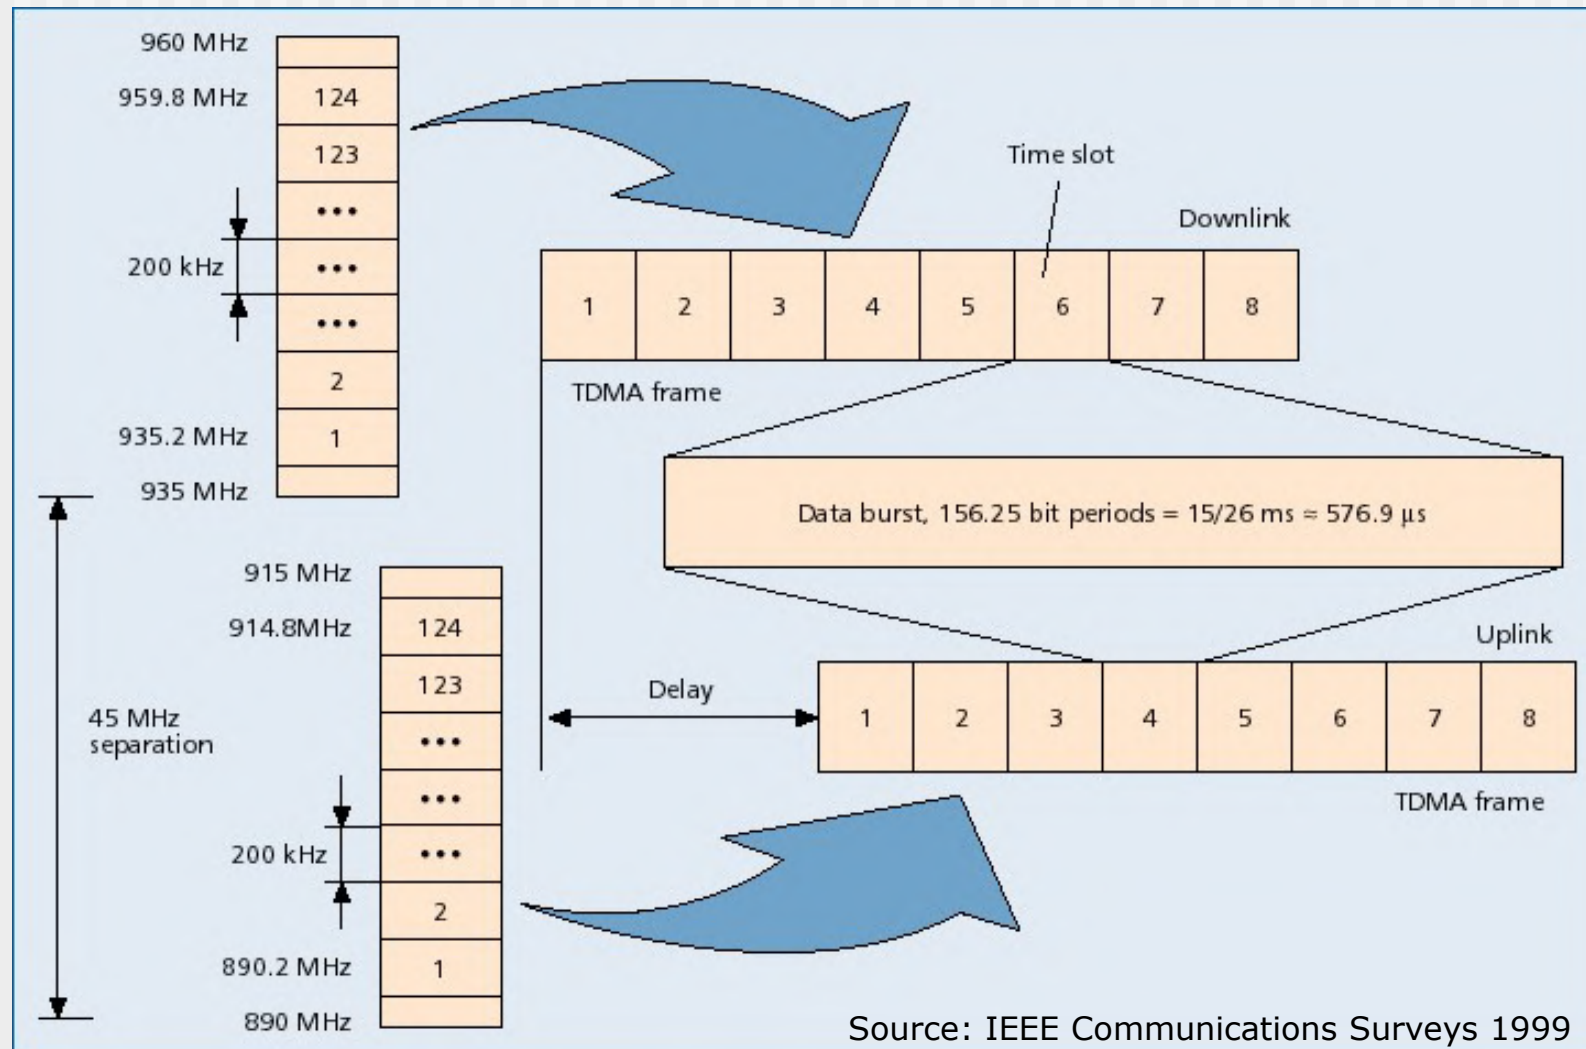 960 MHz
959.8 MHz
124
123
•••
200 kHz
•••
•••
2
935.2 MHz
1
935 MHz
45 MHz
separation
915 MHz
914.8MHz
124
123
•••
•••
200 kHz
•••
2
890.2 MHz
1
890 MHz
Time slot
Downlink
1 2 3 4 5 6 7 8
TDMA frame
Data burst, 156.25 bit periods = 15/26 ms ≈ 576.9 µs
Uplink
Delay
1 2 3 4 5 6 7 8
TDMA frame
Source: IEEE Communications Surveys 1999